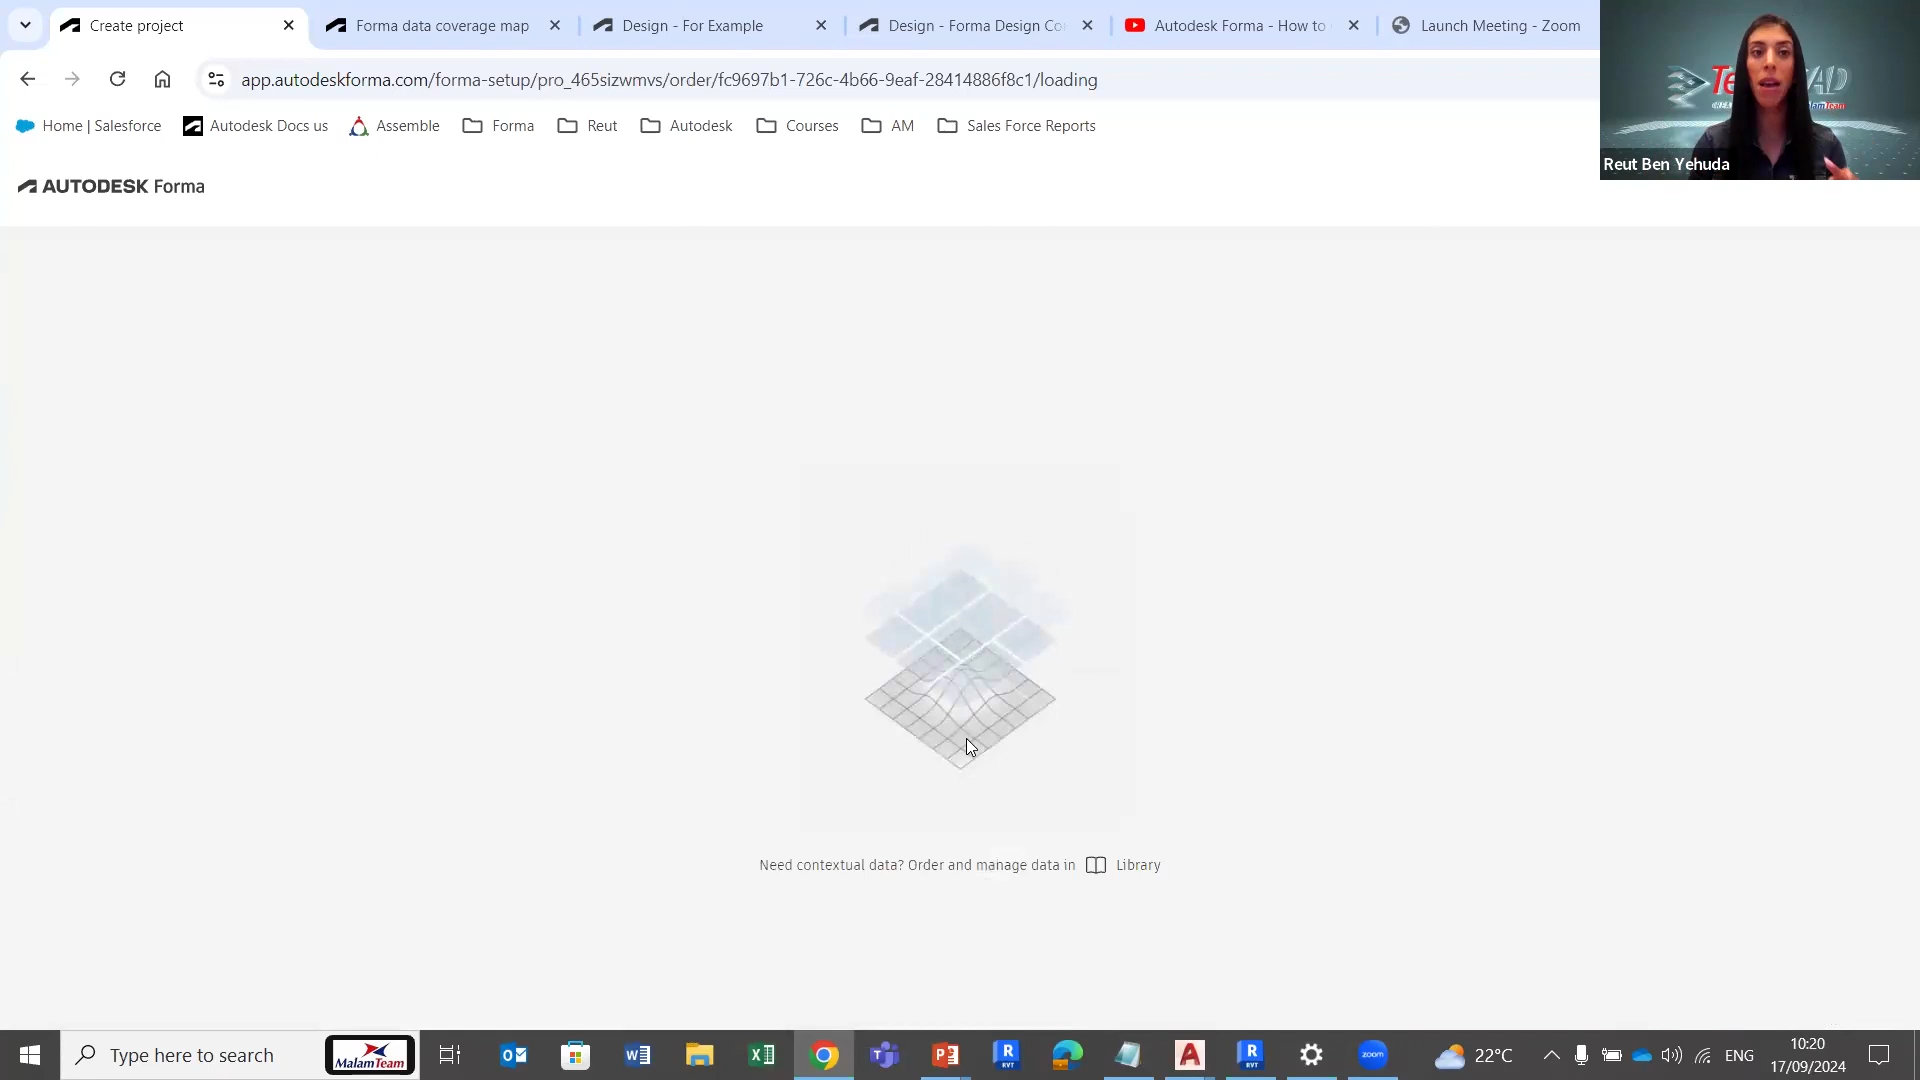 Create project
Forma data coverage map
Design - For Example
Design - Forma Design Co
Autodesk Forma - How to
Launch Meeting - Zoom
app.autodeskforma.com/forma-setup/pro_465sizwmvs/order/fc9697b1-726c-4b66-9eaf-28414886f8c1/loading
Home | Salesforce
Autodesk Docs us
Assemble
Forma
Reut
Autodesk
Courses
AM
Sales Force Reports
Reut Ben Yehuda
AUTODESK Forma
Need contextual data? Order and manage data in Library
Type here to search
MalamTeam
zoom
22°C
ENG
10:20
17/09/2024